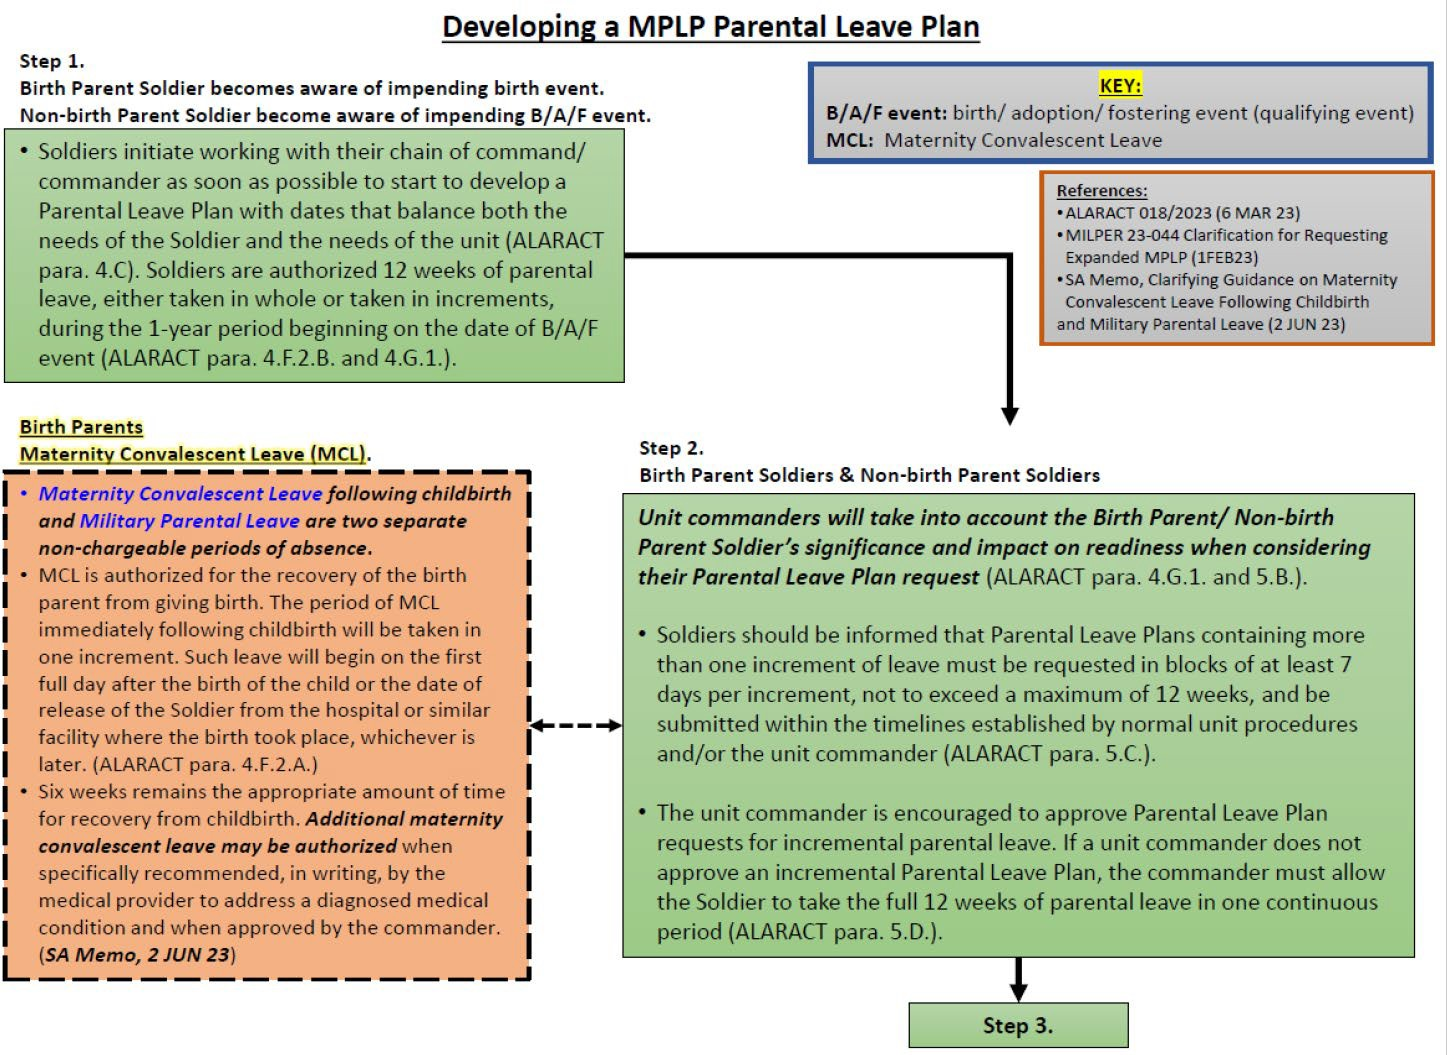 Developing a MPLP Parental Leave Plan
Step 1.
Birth Parent Soldier becomes aware of impending birth event.
Non-birth Parent Soldier become aware of impending B/A/F event.
• Soldiers initiate working with their chain of command/
commander as soon as possible to start to develop a
Parental Leave Plan with dates that balance both the
needs of the Soldier and the needs of the unit (ALARACT
para. 4.C). Soldiers are authorized 12 weeks of parental
leave, either taken in whole or taken in increments,
during the 1-year period beginning on the date of B/A/F
event (ALARACT para. 4.F.2.B. and 4.G.1.).
KEY:
B/A/F event: birth/ adoption/ fostering event (qualifying event)
MCL: Maternity Convalescent Leave
References:
•ALARACT 018/2023 (6 MAR 23)
•MILPER 23-044 Clarification for Requesting
Expanded MPLP (1FEB23)
•SA Memo, Clarifying Guidance on Maternity
Convalescent Leave Following Childbirth
and Military Parental Leave (2 JUN 23)
Birth Parents
Maternity Convalescent Leave (MCL).
• Maternity Convalescent Leave following childbirth
and Military Parental Leave are two separate
non-chargeable periods of absence.
• MCL is authorized for the recovery of the birth
parent from giving birth. The period of MCL
immediately following childbirth will be taken in
one increment. Such leave will begin on the first
full day after the birth of the child or the date of
release of the Soldier from the hospital or similar
facility where the birth took place, whichever is
later. (ALARACT para. 4.F.2.A.)
• Six weeks remains the appropriate amount of time
for recovery from childbirth. Additional maternity
convalescent leave may be authorized when
specifically recommended, in writing, by the
medical provider to address a diagnosed medical
condition and when approved by the commander.
(SA Memo, 2 JUN 23)
Step 2.
Birth Parent Soldiers & Non-birth Parent Soldiers
Unit commanders will take into account the Birth Parent/ Non-birth
Parent Soldier's significance and impact on readiness when considering
their Parental Leave Plan request (ALARACT para. 4.G.1. and 5.B.).
• Soldiers should be informed that Parental Leave Plans containing more
than one increment of leave must be requested in blocks of at least 7
days per increment, not to exceed a maximum of 12 weeks, and be
submitted within the timelines established by normal unit procedures
and/or the unit commander (ALARACT para. 5.C.).
• The unit commander is encouraged to approve Parental Leave Plan
requests for incremental parental leave. If a unit commander does not
approve an incremental Parental Leave Plan, the commander must allow
the Soldier to take the full 12 weeks of parental leave in one continuous
period (ALARACT para. 5.D.).
Step 3.